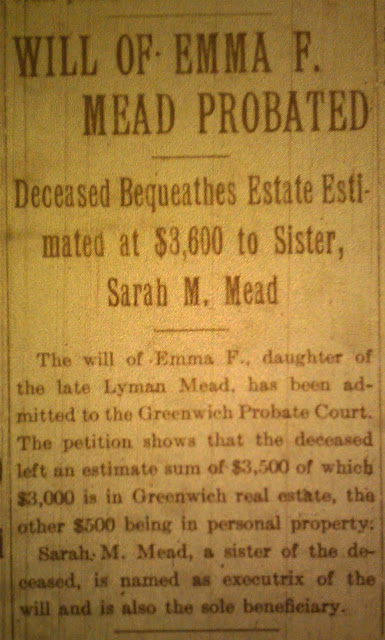 WILL OF EMMA F.
MEAD PROBATED
Deceased Bequeathes Estate Esti-
mated at $3,600 to Sister,
Sarah M. Mead
The will of Emma F., daughter of
the late Lyman Mead, has been ad-
mitted to the Greenwich Probate Court.
The petition shows that the deceased
left an estimate sum of $3,500 of which
$3,000 is in Greenwich real estate, the
other $500 being in personal property.
Sarah M. Mead, a sister of the de-
ceased, is named as executrix of the
will and is also the sole beneficiary.